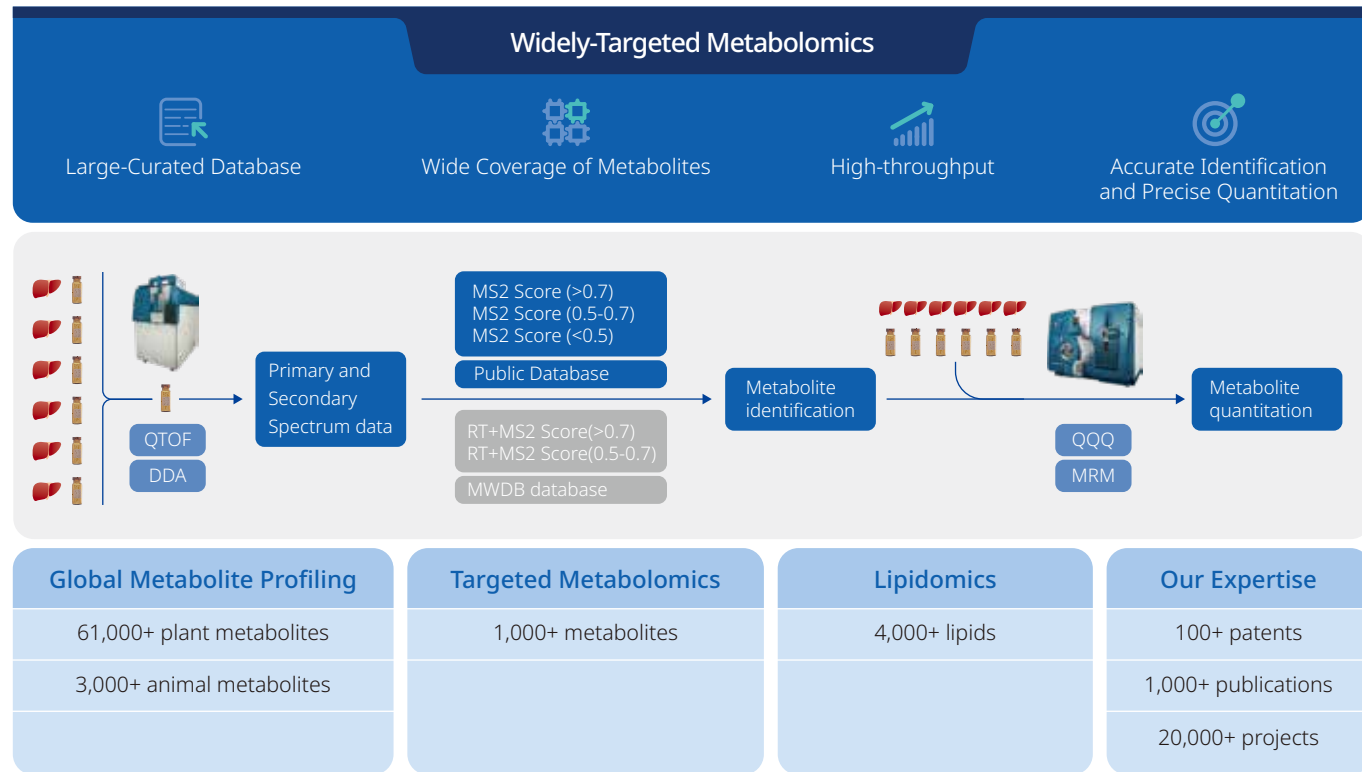 Widely-Targeted Metabolomics
Large-Curated Database
Wide Coverage of Metabolites
High-throughput
Accurate Identification
and Precise Quantitation
QTOF
DDA
Primary and
Secondary
Spectrum data
MS2 Score (>0.7)
MS2 Score (0.5-0.7)
MS2 Score (<0.5)
Public Database
RT+MS2 Score(>0.7)
RT+MS2 Score(0.5-0.7)
MWDB database
Metabolite
identification
QQQ
MRM
Metabolite
quantitation
Global Metabolite Profiling
61,000+ plant metabolites
3,000+ animal metabolites
Targeted Metabolomics
1,000+ metabolites
Lipidomics
4,000+ lipids
Our Expertise
100+ patents
1,000+ publications
20,000+ projects